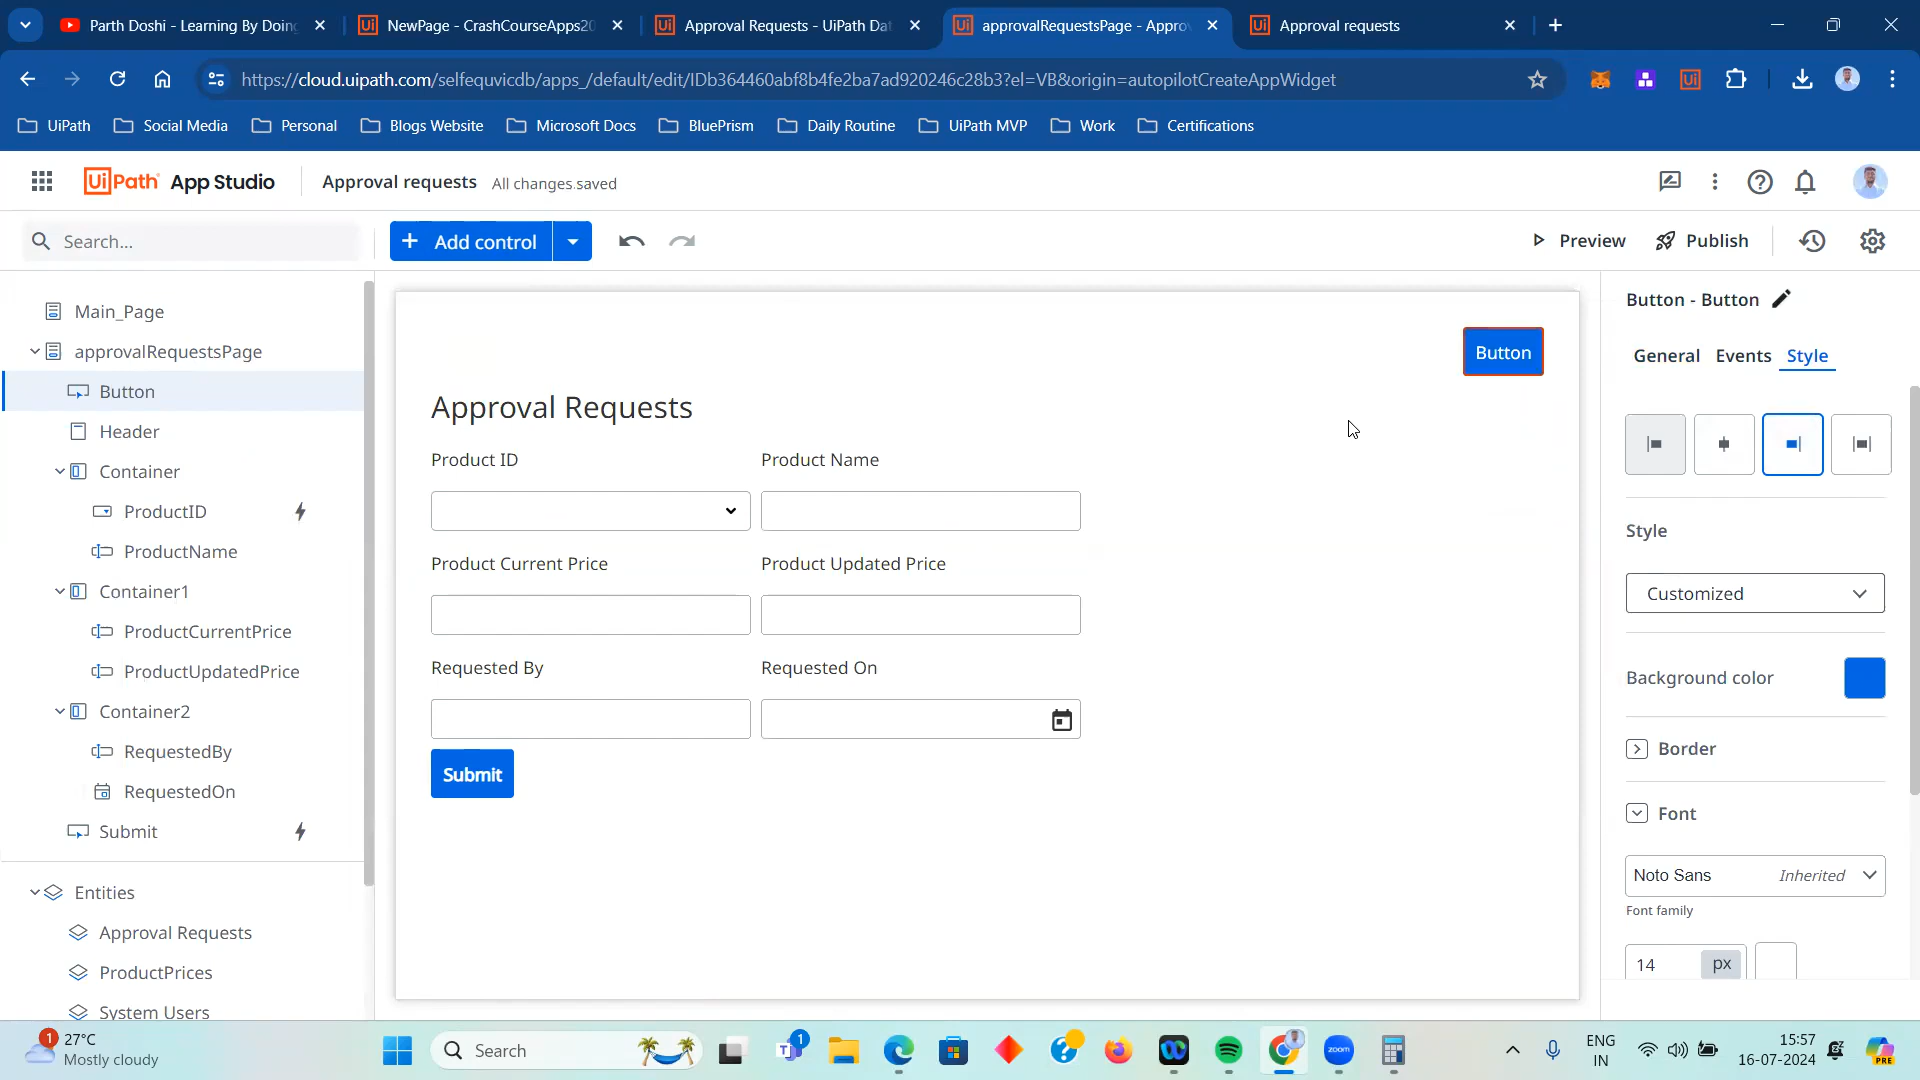 Parth Doshi - Learning By Doing
NewPage - CrashCourseApps20
Approval Requests - UiPath Dat
approvalRequestsPage - Appro
Approval requests
https://cloud.uipath.com/selfequvicdb/apps_/default/edit/IDb364460abf8b4fe2ba7ad920246c28b3?el=VB&origin=autopilotCreateAppWidget
UiPath Social Media Personal Blogs Website Microsoft Docs BluePrism Daily Routine UiPath MVP Work Certifications
UiPath App Studio Approval requests All changes saved
Search... Add control Preview Publish
Main_Page
approvalRequestsPage
Button
Header
Container
ProductID
ProductName
Container1
ProductCurrentPrice
ProductUpdatedPrice
Container2
RequestedBy
RequestedOn
Submit
Entities
Approval Requests
ProductPrices
System Users
Button
Approval Requests
Product ID Product Name
Product Current Price Product Updated Price
Requested By Requested On
Submit
Button - Button
General Events Style
Style
Customized
Background color
Border
Font
Noto Sans Inherited
Font family
14 px
1
27°C
Mostly cloudy
Search
1
zoom
ENG
IN
15:57
16-07-2024
PRE